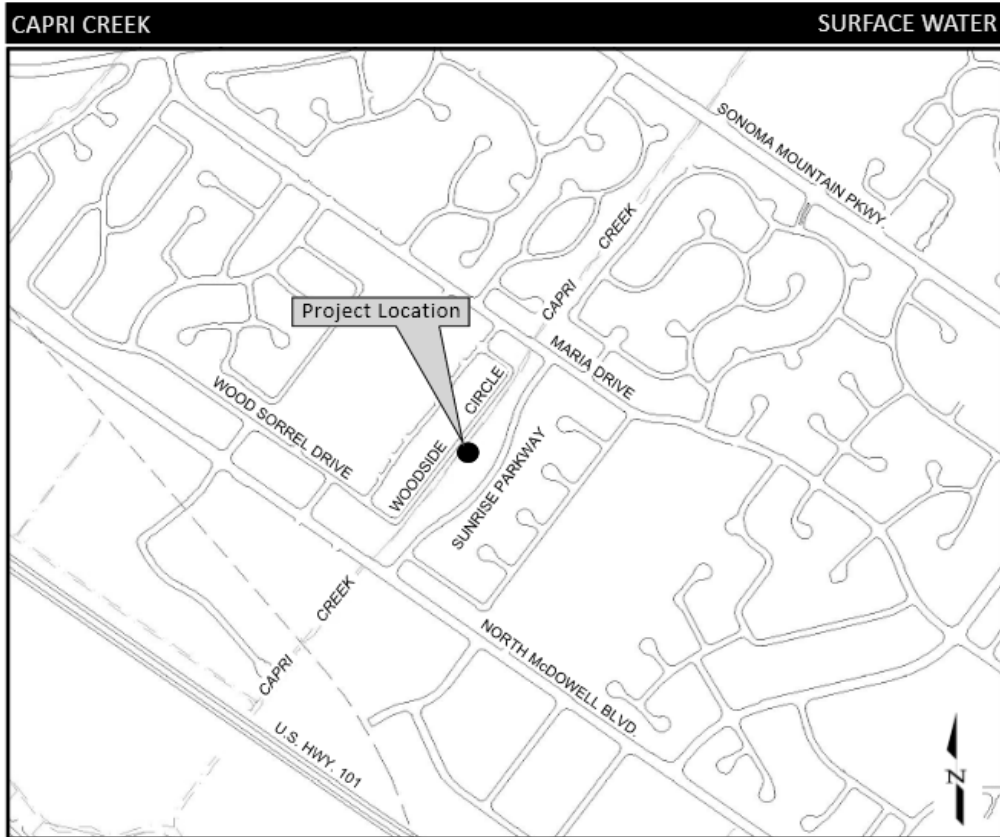 CAPRI CREEK
SURFACE WATER
SONOMA MOUNTAIN PKWY.
CAPRI CREEK
Project Location
MARIA DRIVE
WOODSIDE CIRCLE
WOOD SORREL DRIVE
SUNRISE PARKWAY
CAPRI CREEK
NORTH McDOWELL BLVD.
U.S. HWY. 101
N